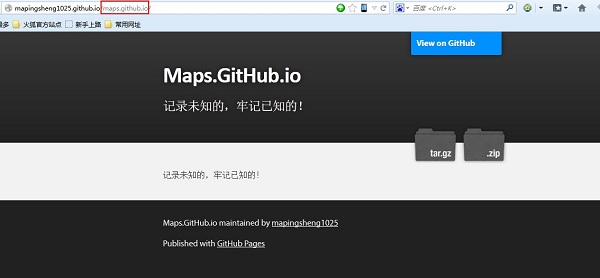 mapingsheng1025.github.io/maps.github.io/
百度 <Ctrl+K>
火狐官方站点 新手上路 常用网址
View on GitHub
Maps.GitHub.io
记录未知的，牢记已知的！
tar.gz .zip
记录未知的，牢记已知的！
Maps.GitHub.io maintained by mapingsheng1025
Published with GitHub Pages